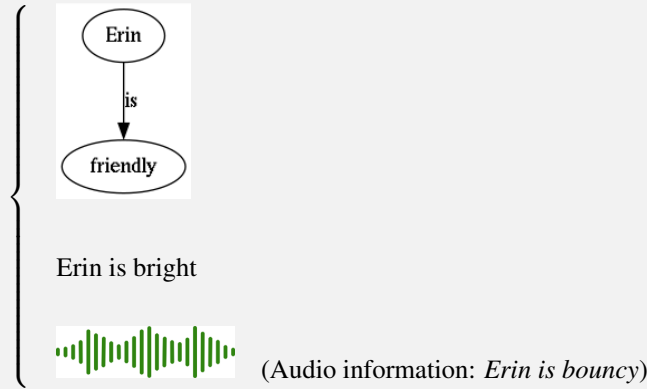 Erin
is
friendly
Erin is bright
(Audio information: Erin is bouncy)